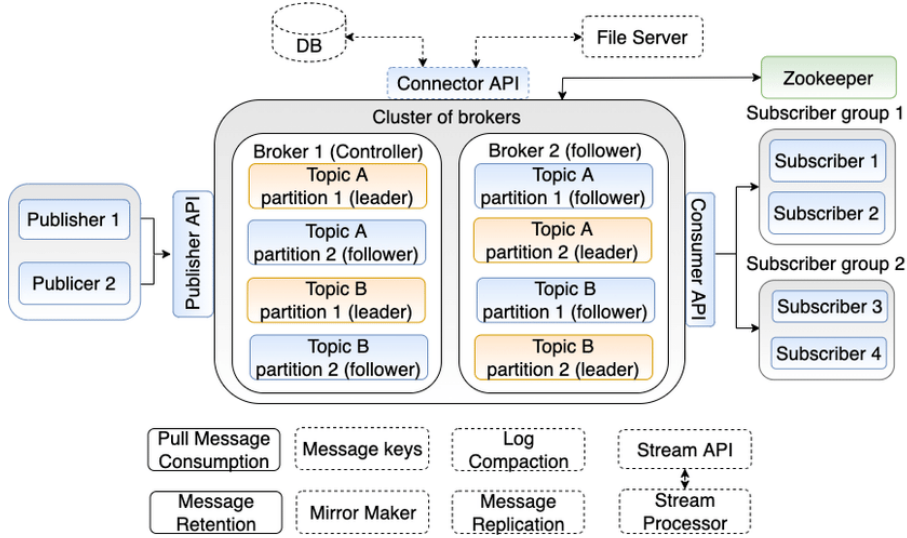 DB
File Server
Connector API
Zookeeper
Cluster of brokers
Publisher 1
Publicer 2
Publisher API
Broker 1 (Controller)
Topic A
partition 1 (leader)
Topic A
partition 2 (follower)
Topic B
partition 1 (leader)
Topic B
partition 2 (follower)
Broker 2 (follower)
Topic A
partition 1 (follower)
Topic A
partition 2 (leader)
Topic B
partition 1 (follower)
Topic B
partition 2 (leader)
Consumer API
Subscriber group 1
Subscriber 1
Subscriber 2
Subscriber group 2
Subscriber 3
Subscriber 4
Pull Message
Consumption
Message keys
Log
Compaction
Stream API
Message
Retention
Mirror Maker
Message
Replication
Stream
Processor